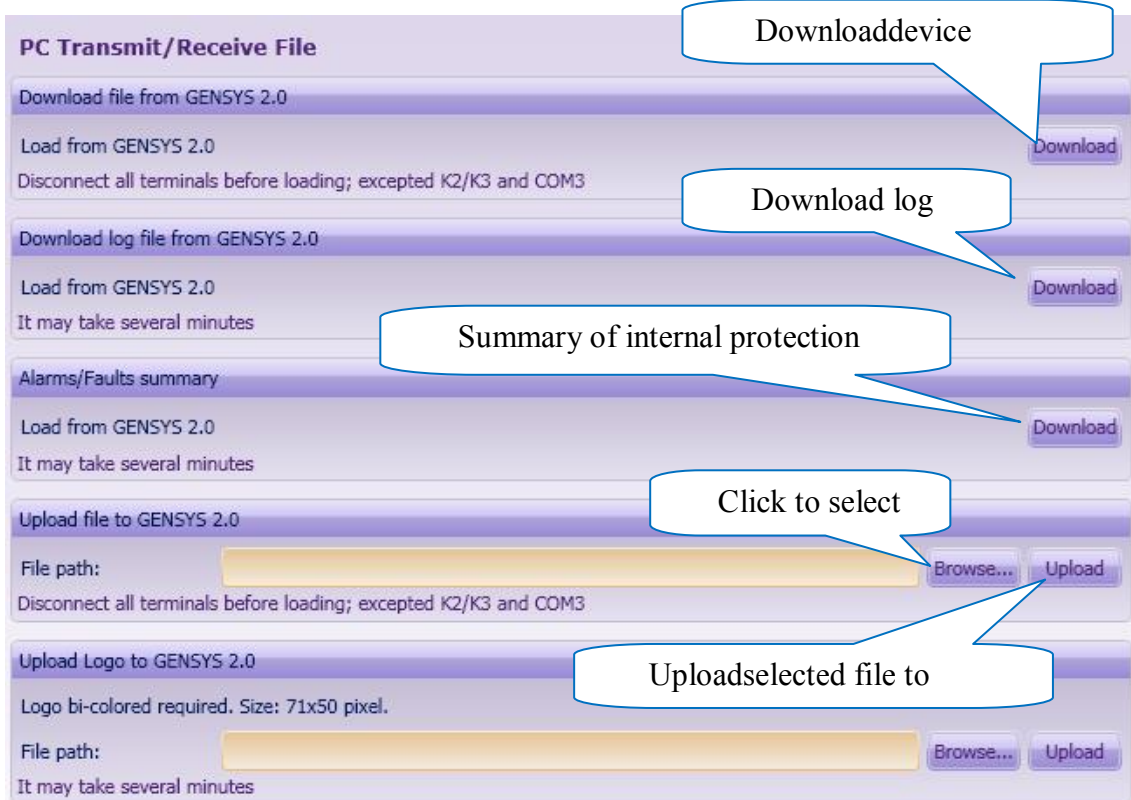 Downloaddevice
PC Transmit/Receive File
Download file from GENSYS 2.0
Load from GENSYS 2.0
Download
Disconnect all terminals before loading; excepted K2/K3 and COM3
Download log
Download log file from GENSYS 2.0
Load from GENSYS 2.0
Download
It may take several minutes
Summary of internal protection
Alarms/Faults summary
Load from GENSYS 2.0
Download
It may take several minutes
Click to select
Upload file to GENSYS 2.0
File path:
Browse... Upload
Disconnect all terminals before loading; excepted K2/K3 and COM3
Upload Logo to GENSYS 2.0
Uploadselected file to
Logo bi-colored required. Size: 71x50 pixel.
File path:
Browse... Upload
It may take several minutes